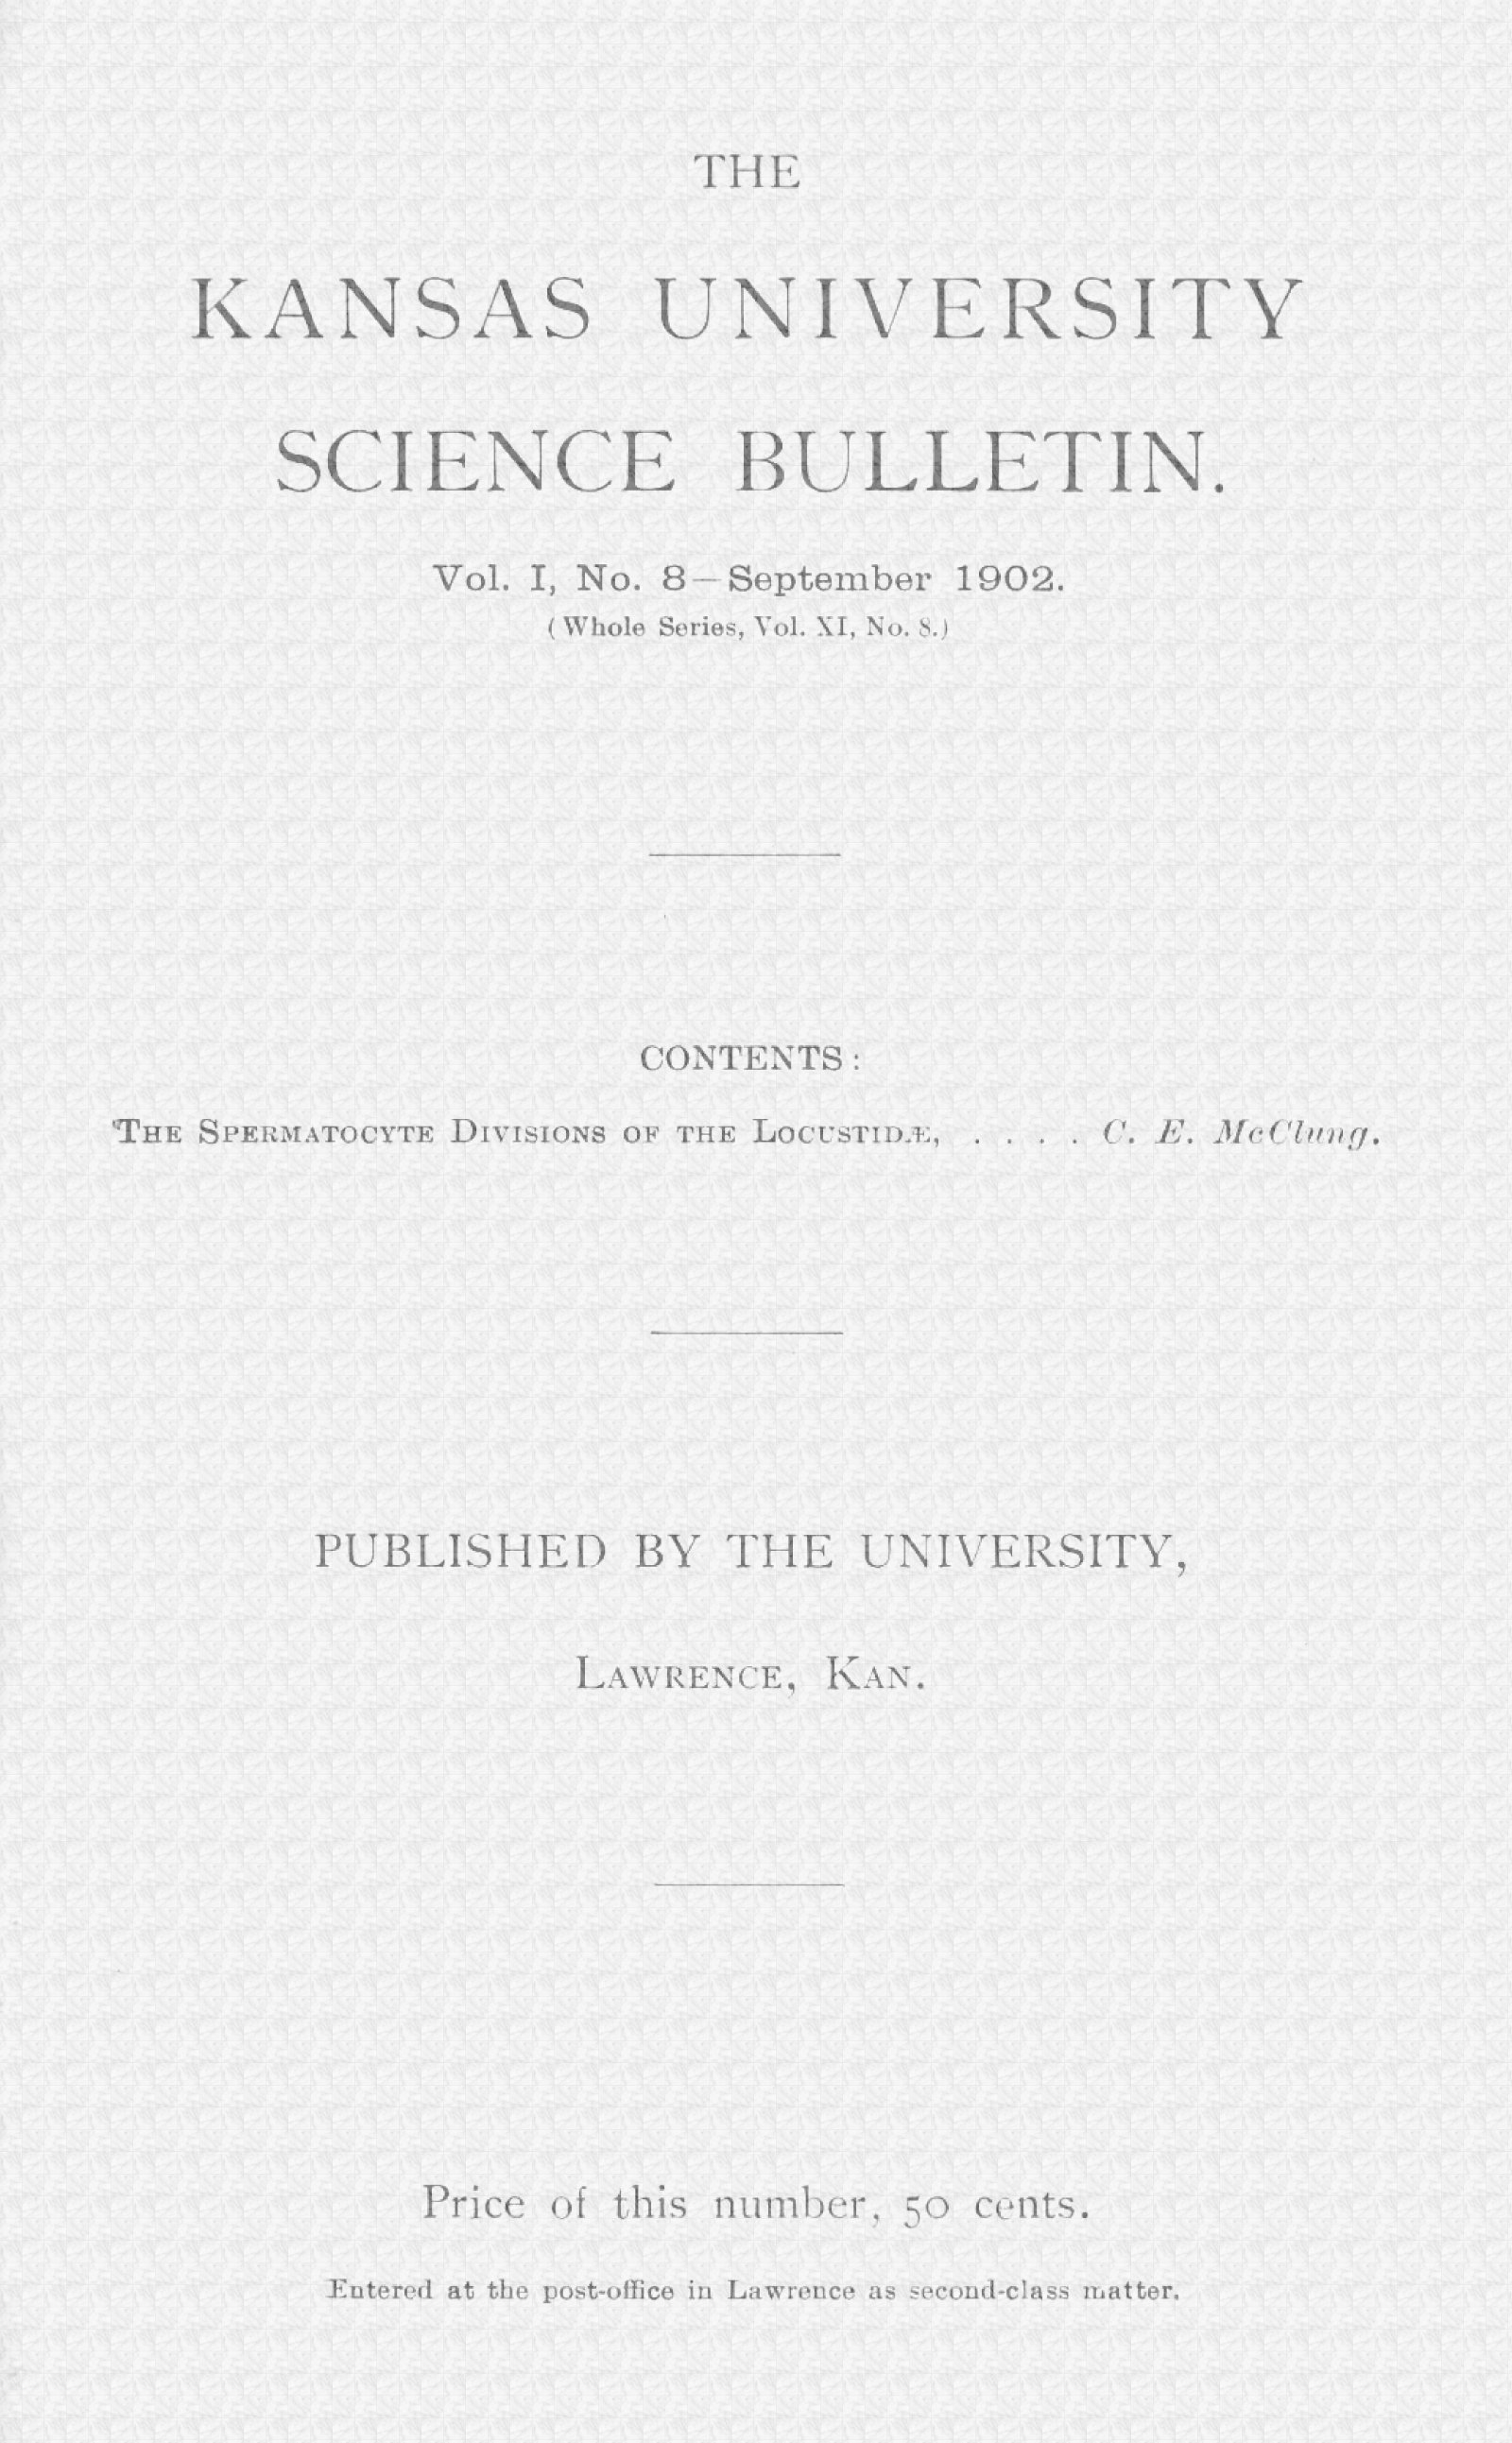 THE
KANSAS UNIVERSITY
SCIENCE BULLETIN.
Vol. I, No. 8—September 1902.
(Whole Series, Vol. XI, No. 8.)
CONTENTS:
THE SPERMATOCYTE DIVISIONS OF THE LOCUSTIDÆ, . . . . C. E. McClung.
PUBLISHED BY THE UNIVERSITY,
LAWRENCE, KAN.
Price of this number, 50 cents.
Entered at the post-office in Lawrence as second-class matter.